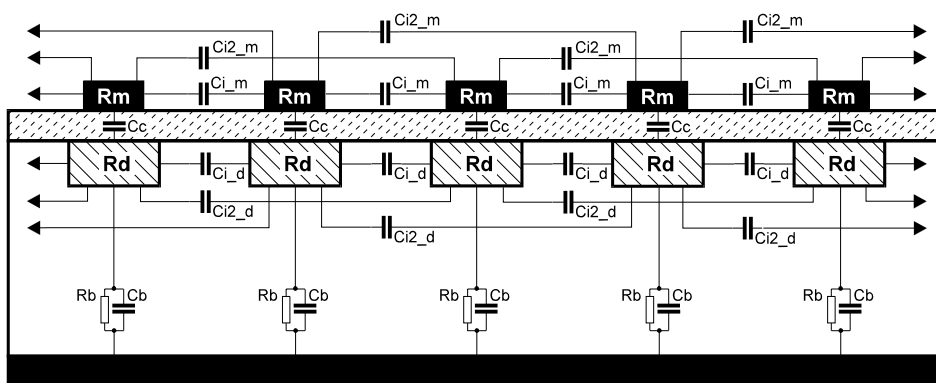 Ci2_m Ci2_m
Ci2_m Ci2_m
Ci_m Ci_m Ci_m Ci_m
Rm Rm Rm Rm Rm
Cc Cc Cc Cc Cc
Rd Rd Rd Rd Rd
Ci_d Ci_d Ci_d Ci_d
Ci2_d Ci2_d
Ci2_d Ci2_d
Rb Cb Rb Cb Rb Cb Rb Cb Rb Cb